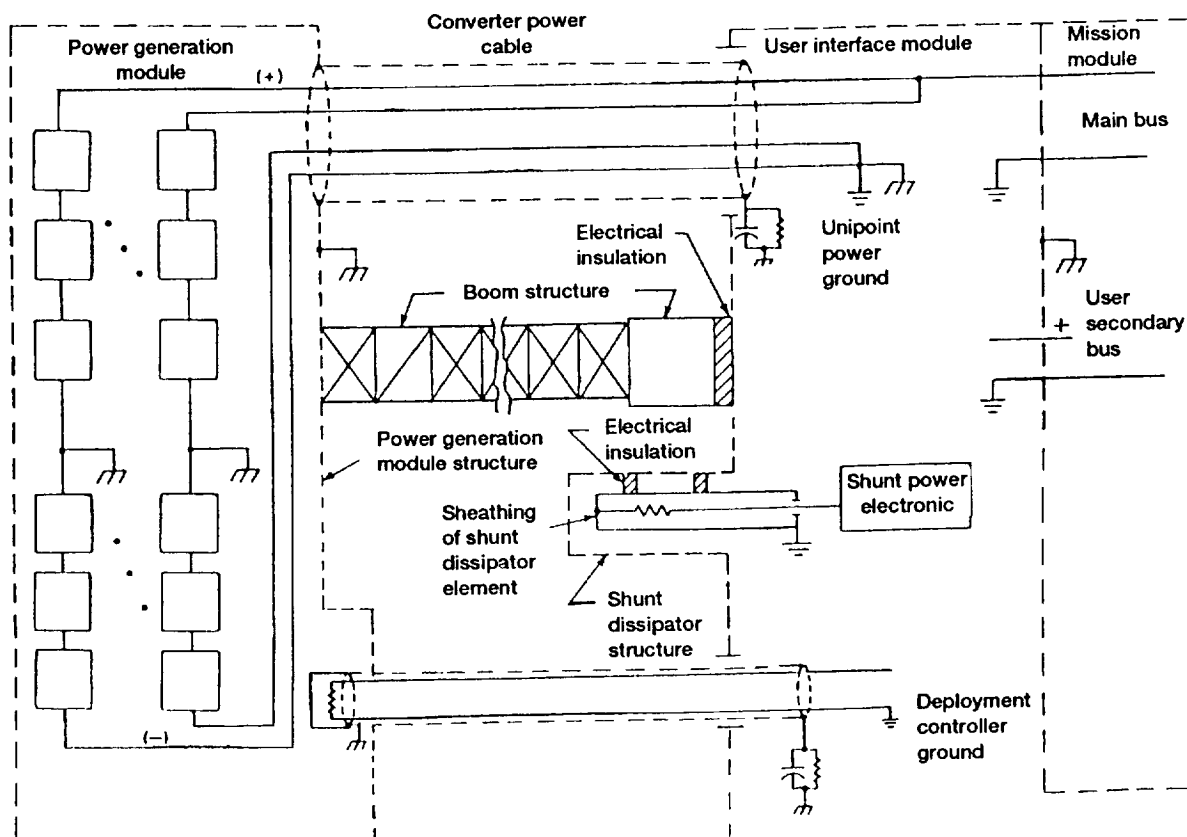 Power generation
module
Converter power
cable
User interface module
Mission
module
(+)
Main bus
Electrical
insulation
Unipoint
power
ground
Boom structure
+
User
secondary
bus
Power generation
module structure
Electrical
insulation
Shunt power
electronic
Sheathing
of shunt
dissipator
element
Shunt
dissipator
structure
Deployment
controller
ground
(−)